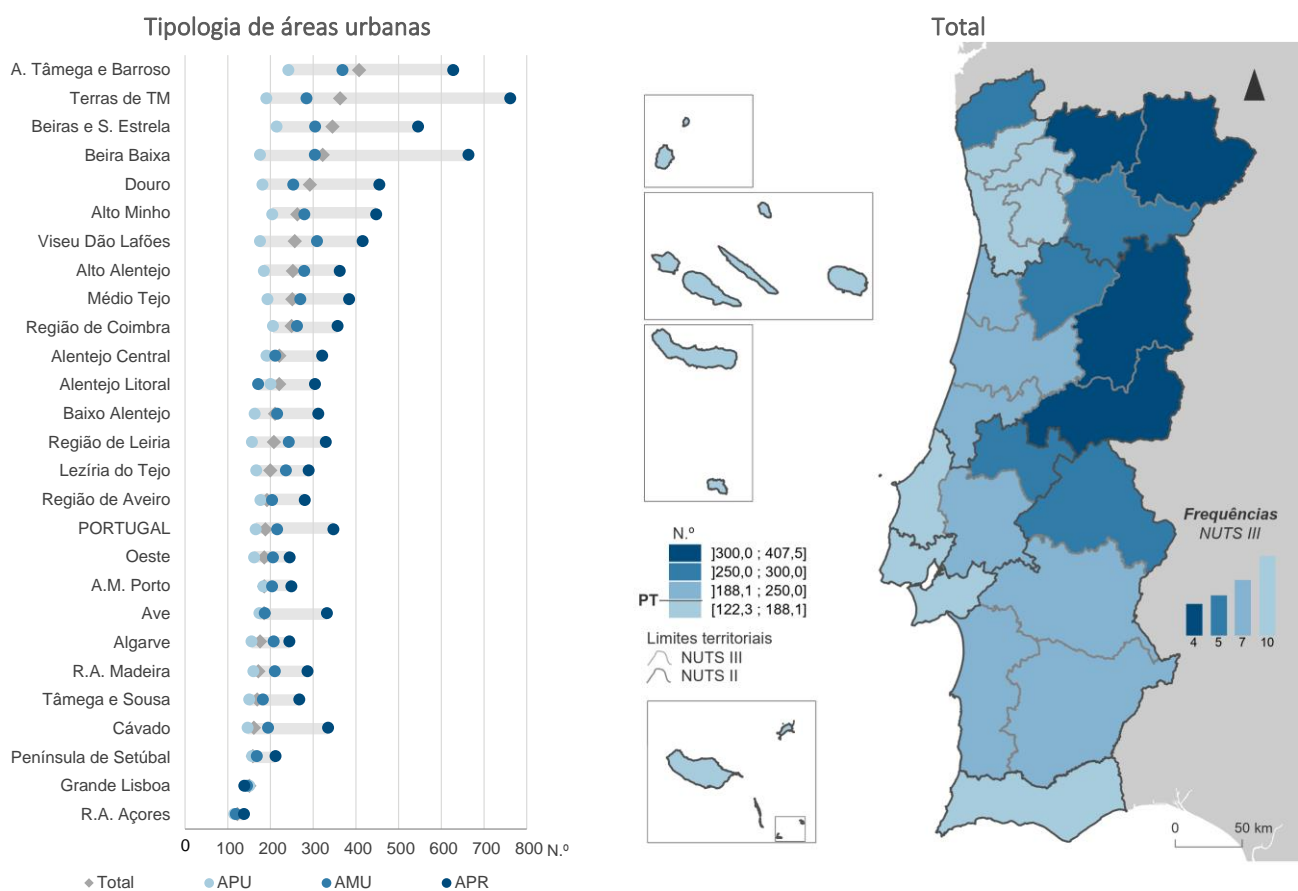 Tipologia de áreas urbanas
A. Tâmega e Barroso
Terras de TM
Beiras e S. Estrela
Beira Baixa
Douro
Alto Minho
Viseu Dão Lafões
Alto Alentejo
Médio Tejo
Região de Coimbra
Alentejo Central
Alentejo Litoral
Baixo Alentejo
Região de Leiria
Lezíria do Tejo
Região de Aveiro
PORTUGAL
Oeste
A.M. Porto
Ave
Algarve
R.A. Madeira
Tâmega e Sousa
Cávado
Península de Setúbal
Grande Lisboa
R.A. Açores
0 100 200 300 400 500 600 700 800 N.º
Total APU AMU APR
Total
N.º
]300,0 ; 407,5]
]250,0 ; 300,0]
]188,1 ; 250,0]
PT
[122,3 ; 188,1]
Limites territoriais
NUTS III
NUTS II
Frequências
NUTS III
4 5 7 10
0 50 km